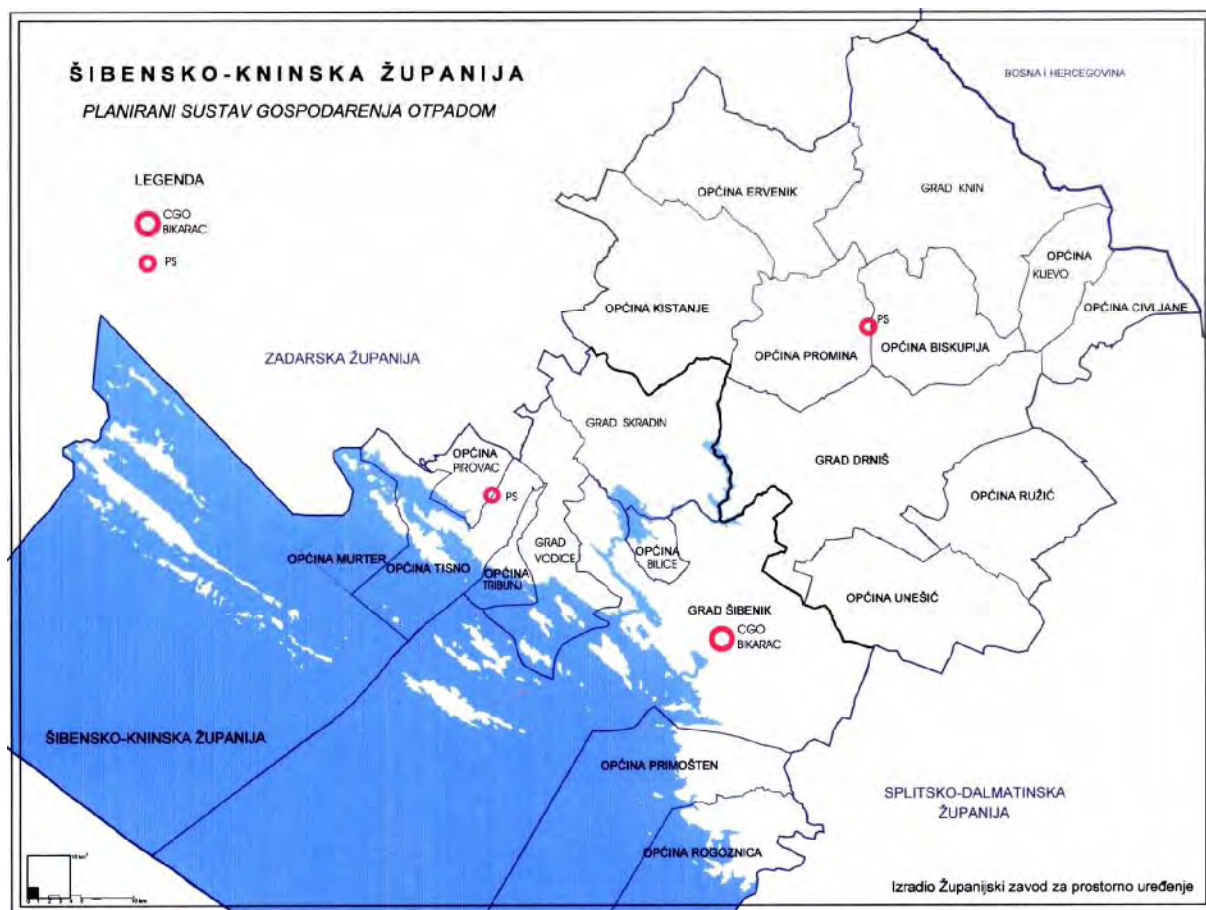 ŠIBENSKO-KNINSKA ŽUPANIJA
PLANIRANI SUSTAV GOSPODARENJA OTPADOM
BOSNA I HERCEGOVINA
LEGENDA
CGO
BIKARAC
PS
OPĆINA ERVENIK
GRAD KNIN
OPĆINA
KIJEVO
OPĆINA KISTANJE
OPĆINA CIVLJANE
PS
OPĆINA PROMINA
OPĆINA BISKUPIJA
ZADARSKA ŽUPANIJA
GRAD SKRADIN
OPĆINA
PIROVAC
GRAD DRNIŠ
PS
OPĆINA RUŽIĆ
GRAD
VODICE
OPĆINA
BILICE
OPĆINA MURTER
OPĆINA TISNO
OPĆINA
TRIBUNJ
OPĆINA UNEŠIĆ
GRAD ŠIBENIK
CGO
BIKARAC
ŠIBENSKO-KNINSKA ŽUPANIJA
OPĆINA PRIMOŠTEN
SPLITSKO-DALMATINSKA
ŽUPANIJA
OPĆINA ROGOZNICA
Izradio Županijski zavod za prostorno uređenje